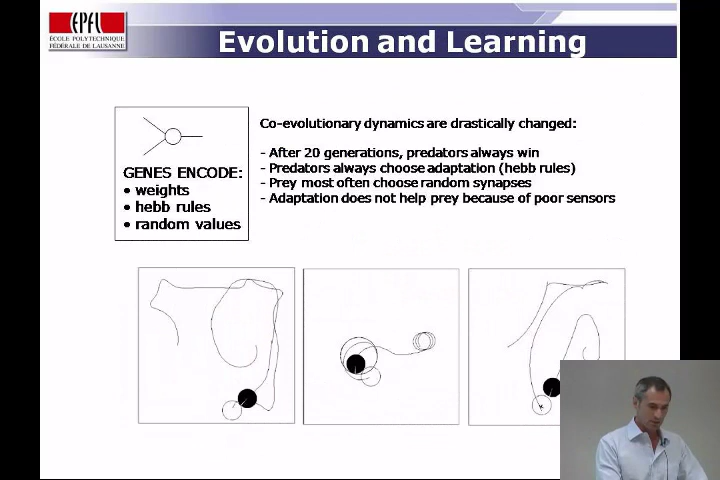 EPFL
ÉCOLE POLYTECHNIQUE
FÉDÉRALE DE LAUSANNE
Evolution and Learning
GENES ENCODE:
• weights
• hebb rules
• random values
Co-evolutionary dynamics are drastically changed:
- After 20 generations, predators always win
- Predators always choose adaptation (hebb rules)
- Prey most often choose random synapses
- Adaptation does not help prey because of poor sensors